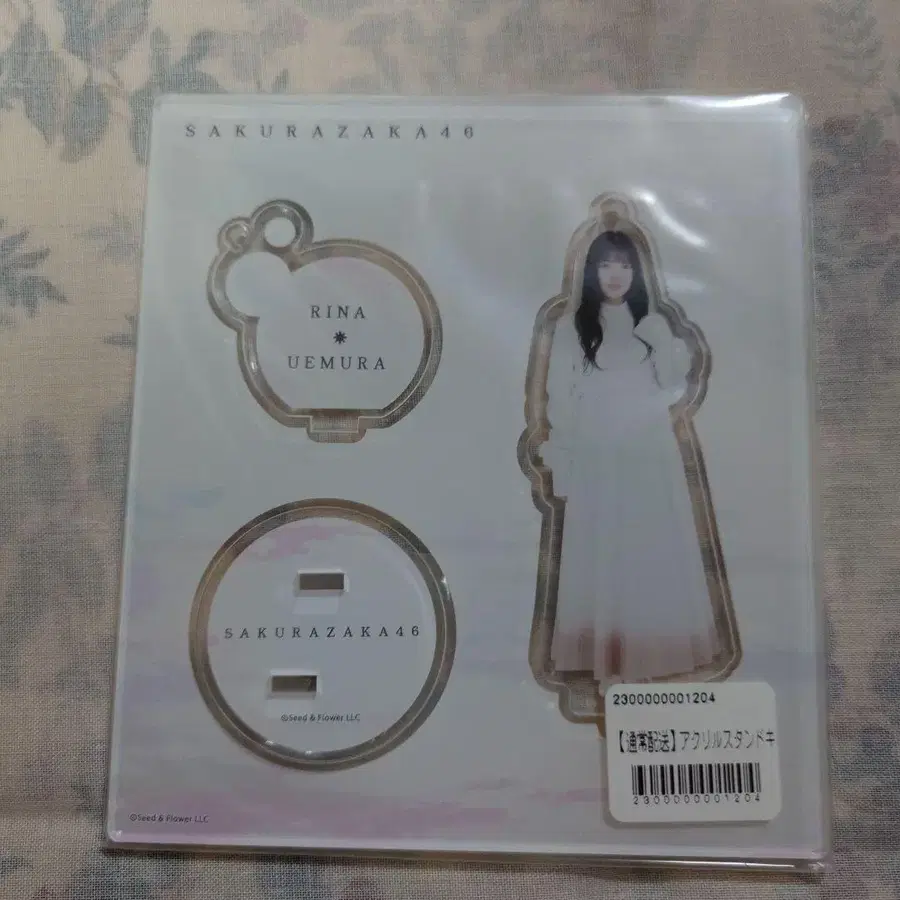 SAKURAZAKA46
RINA
UEMURA
SAKURAZAKA46
©Seed & Flower LLC
2300000001204
【通常配送】アクリルスタンドキ
2300000001204
©Seed & Flower LLC